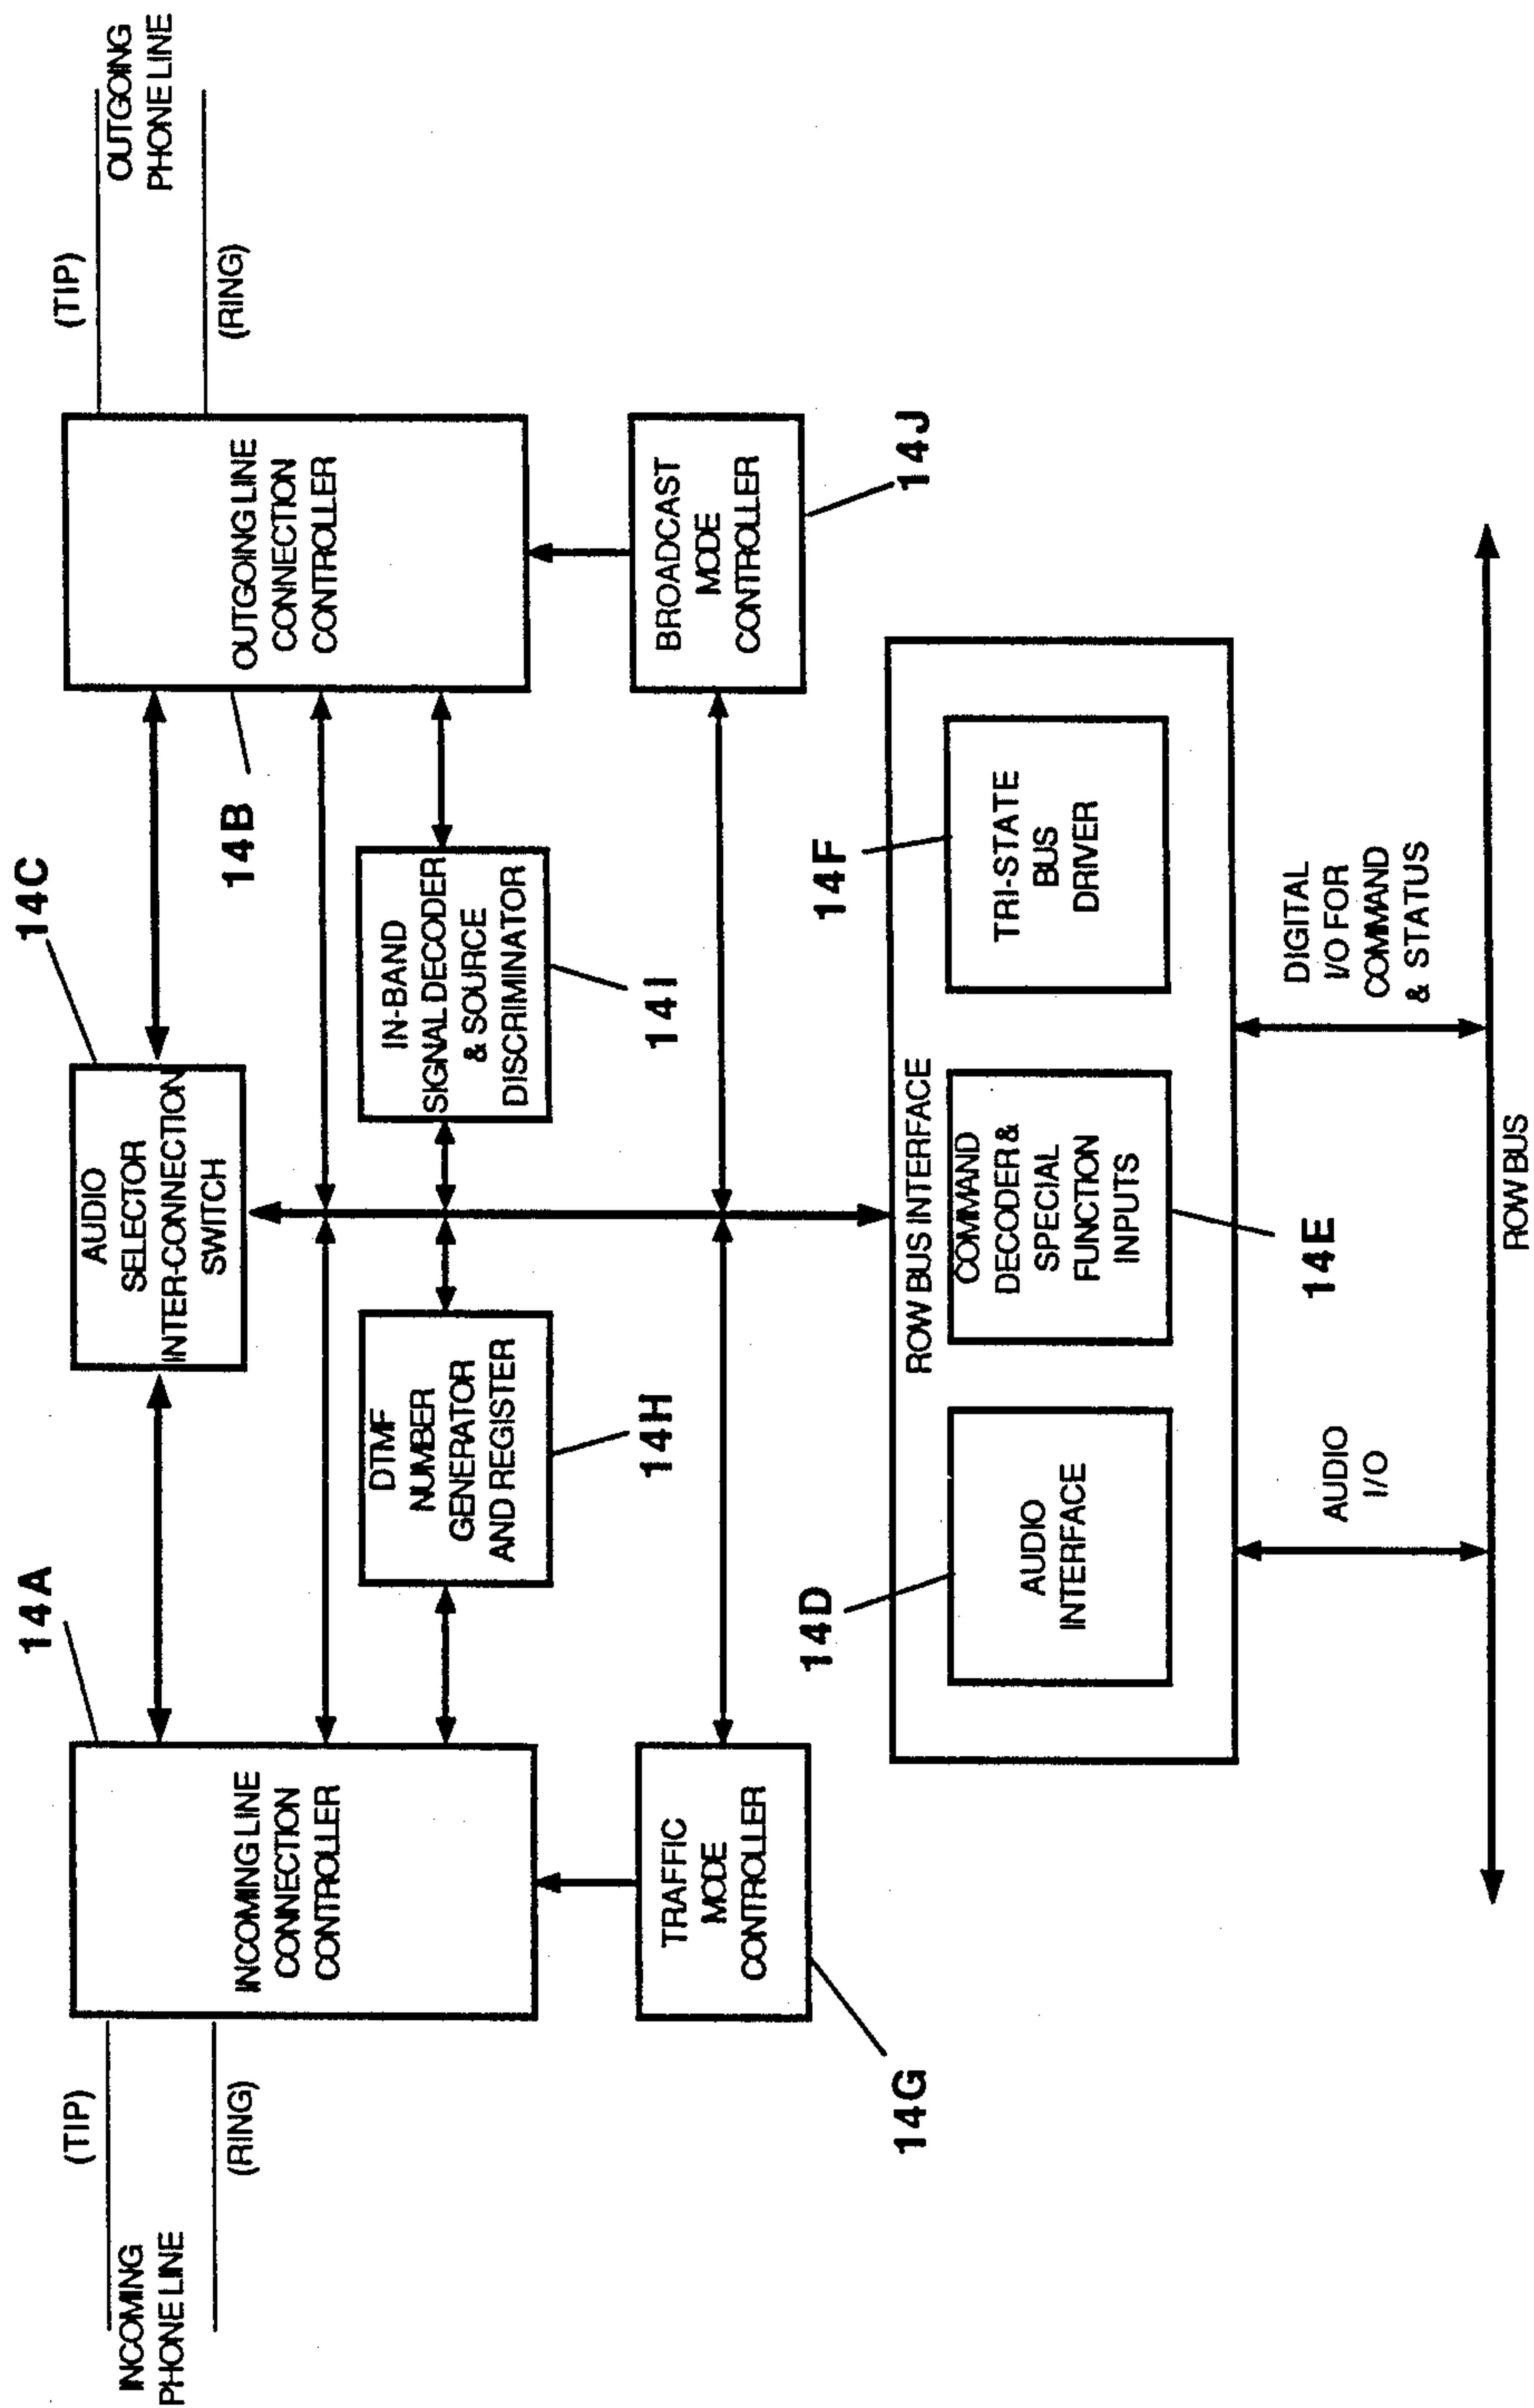 14A
14C
AUDIO
SELECTOR
INTER-CONNECTION
SWITCH
(TIP)
INCOMING
PHONE LINE
(RING)
INCOMING LINE
CONNECTION
CONTROLLER
14B
OUTGOING LINE
CONNECTION
CONTROLLER
(TIP)
OUTGOING
PHONE LINE
(RING)
DTMF
NUMBER
GENERATOR
AND REGISTER
14H
IN-BAND
SIGNAL DECODER
& SOURCE
DISCRIMINATOR
14I
TRAFFIC
MODE
CONTROLLER
14G
BROADCAST
MODE
CONTROLLER
14J
ROW BUS INTERFACE
14D
AUDIO
INTERFACE
COMMAND
DECODER &
SPECIAL
FUNCTION
INPUTS
14E
14F
TRI-STATE
BUS
DRIVER
AUDIO
I/O
DIGITAL
I/O FOR
COMMAND
& STATUS
ROW BUS